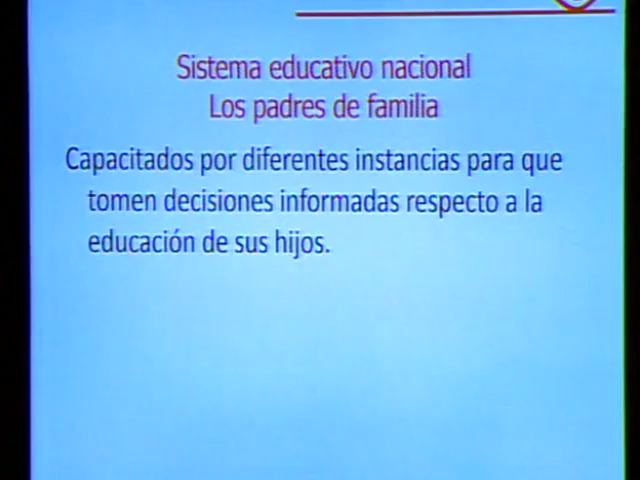 Sistema educativo nacional
Los padres de familia
Capacitados por diferentes instancias para que
tomen decisiones informadas respecto a la
educación de sus hijos.